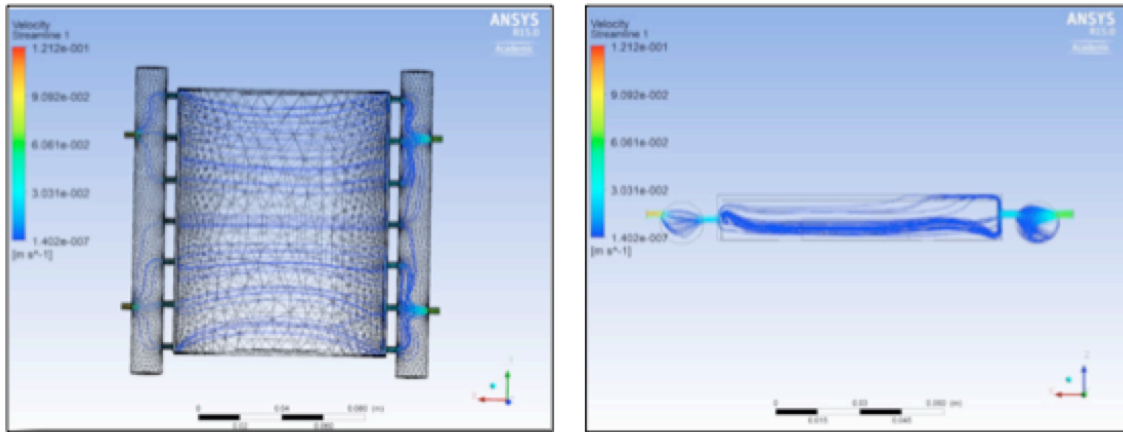 Velocity
Streamline 1
1.212e-001
9.092e-002
6.061e-002
3.031e-002
1.402e-007
[m s^-1]
ANSYS
R15.0
Academic
0
0.04
0.080 (m)
0.02
0.060
Velocity
Streamline 1
1.212e-001
9.092e-002
6.061e-002
3.031e-002
1.402e-007
[m s^-1]
ANSYS
R15.0
Academic
Z
0
0.03
0.060 (m)
0.015
0.045